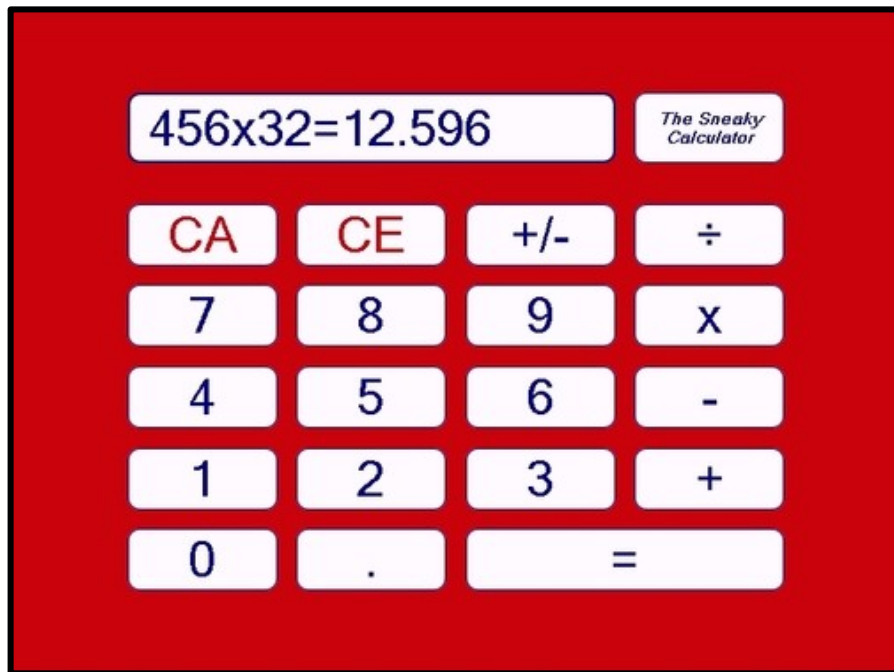 456x32=12.596
The Sneaky
Calculator
CA CE +/- ÷
7 8 9 x
4 5 6 -
1 2 3 +
0 . =